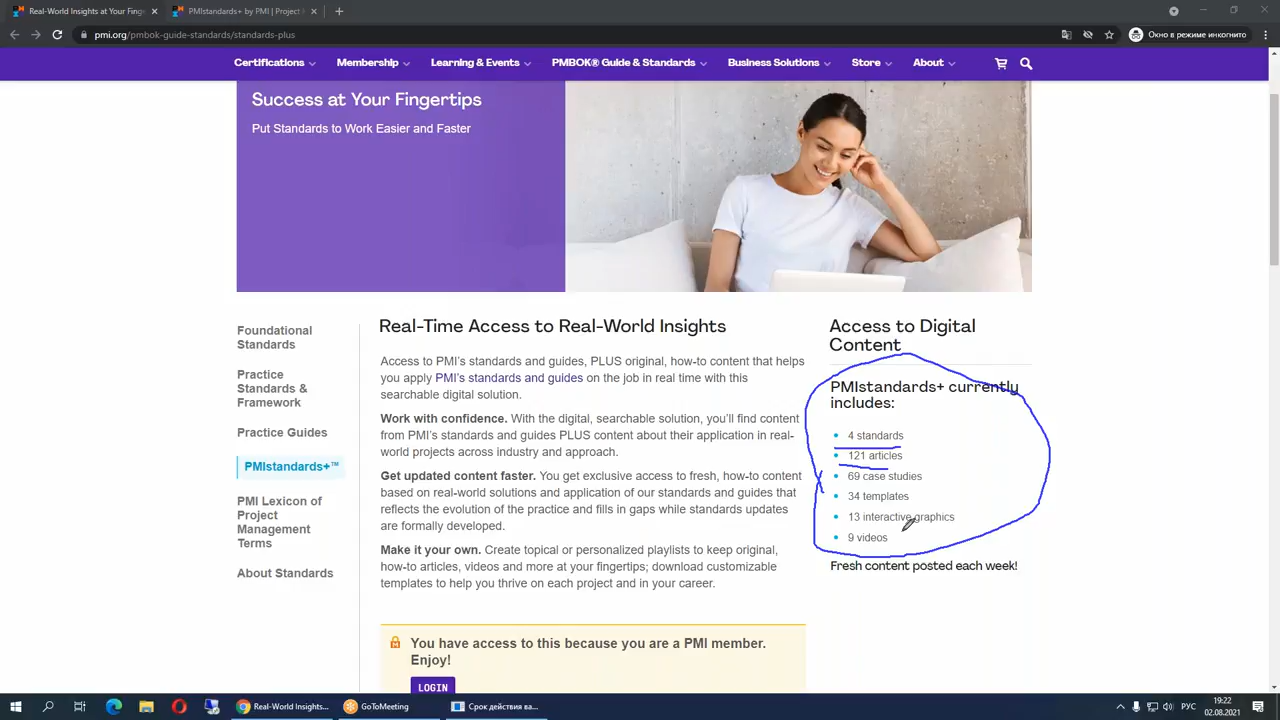 Real-World Insights at Your Finge
PMIstandards+ by PMI | Project M
pmi.org/pmbok-guide-standards/standards-plus
Окно в режиме инкогнито
Certifications
Membership
Learning & Events
PMBOK® Guide & Standards
Business Solutions
Store
About
Success at Your Fingertips
Put Standards to Work Easier and Faster
Foundational
Standards
Practice
Standards &
Framework
Practice Guides
PMIstandards+™
PMI Lexicon of
Project
Management
Terms
About Standards
Real-Time Access to Real-World Insights
Access to PMI’s standards and guides, PLUS original, how-to content that helps
you apply PMI’s standards and guides on the job in real time with this
searchable digital solution.
Work with confidence. With the digital, searchable solution, you’ll find content
from PMI’s standards and guides PLUS content about their application in real-
world projects across industry and approach.
Get updated content faster. You get exclusive access to fresh, how-to content
based on real-world solutions and application of our standards and guides that
reflects the evolution of the practice and fills in gaps while standards updates
are formally developed.
Make it your own. Create topical or personalized playlists to keep original,
how-to articles, videos and more at your fingertips; download customizable
templates to help you thrive on each project and in your career.
You have access to this because you are a PMI member.
Enjoy!
LOGIN
Access to Digital
Content
PMIstandards+ currently
includes:
4 standards
121 articles
69 case studies
34 templates
13 interactive graphics
9 videos
Fresh content posted each week!
Real-World Insights...
GoToMeeting
Срок действия ва...
РУС
19:22
02.08.2021